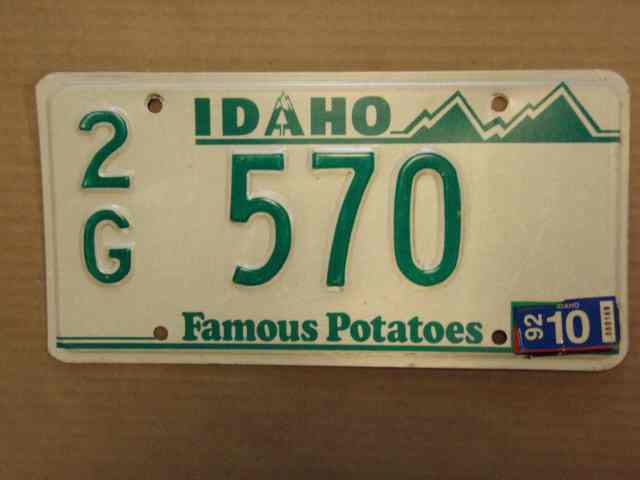 IDAHO
2
G
570
Famous Potatoes
IDAHO
92 10